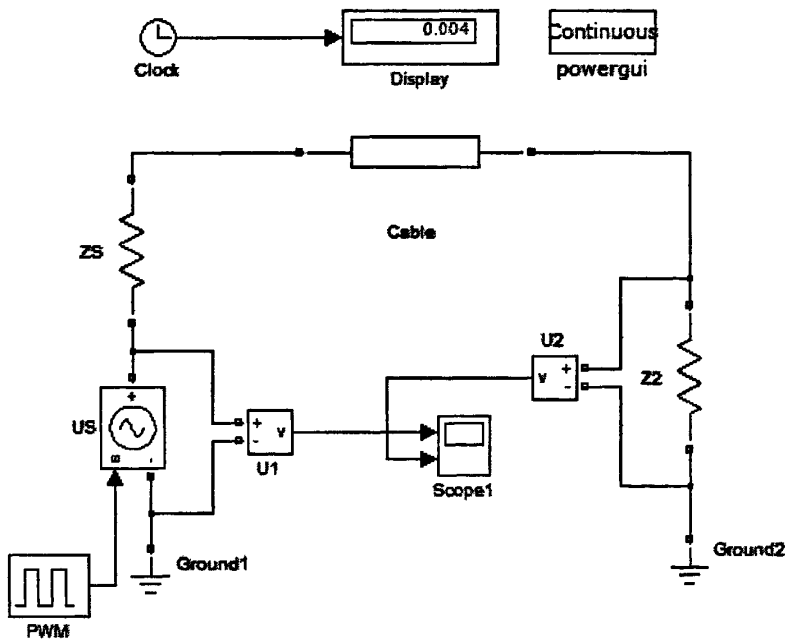 0.004
Continuous
Clock
Display
powergui
Cable
ZS
U2
+
v
-
Z2
+
US
s
-
+
v
-
U1
Scope1
Ground1
Ground2
PWM